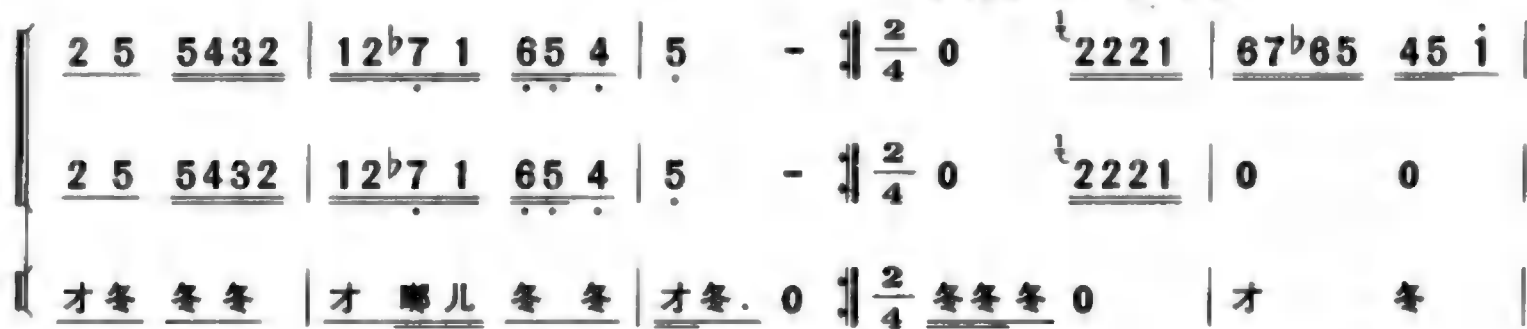 2 5 5432 | 12♭7 1 65 4 | 5 - :‖ 2/4 0 1 2221 | 67♭65 45 i |
2 5 5432 | 12♭7 1 65 4 | 5 - :‖ 2/4 0 1 2221 | 0 0 |
才冬 冬冬 | 才 儿 冬 冬 | 才冬. 0 :‖ 2/4 冬冬冬 0 | 才 冬 |